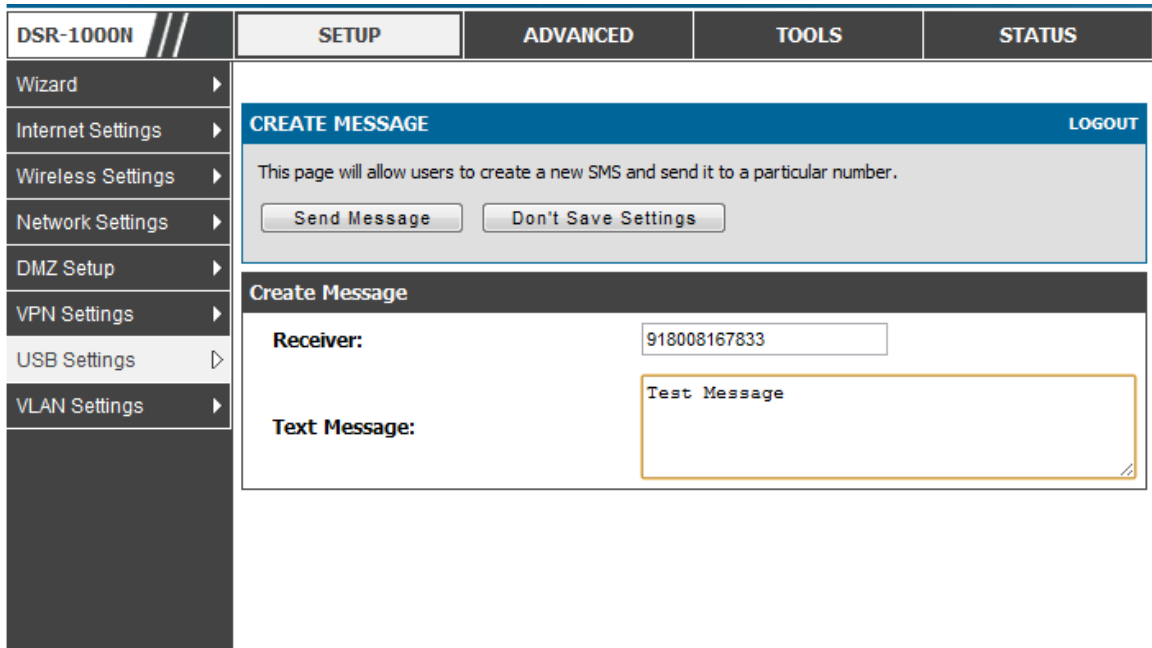 DSR-1000N
SETUP
ADVANCED
TOOLS
STATUS
Wizard
Internet Settings
Wireless Settings
Network Settings
DMZ Setup
VPN Settings
USB Settings
VLAN Settings
CREATE MESSAGE
LOGOUT
This page will allow users to create a new SMS and send it to a particular number.
Send Message
Don't Save Settings
Create Message
Receiver:
918008167833
Text Message:
Test Message